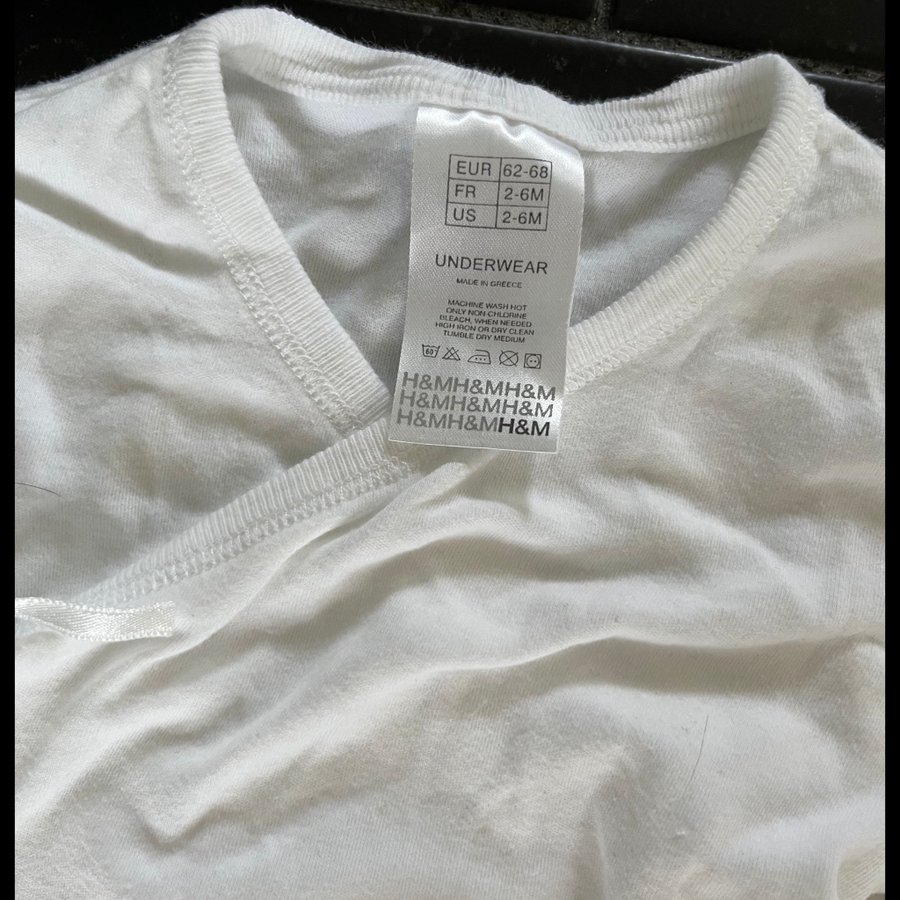 EUR 62-68
FR 2-6M
US 2-6M
UNDERWEAR
MADE IN GREECE
MACHINE WASH HOT
ONLY NON-CHLORINE
BLEACH, WHEN NEEDED
HIGH IRON OR DRY CLEAN
TUMBLE DRY MEDIUM
60
H&MH&MH&M
H&MH&MH&M
H&MH&MH&M